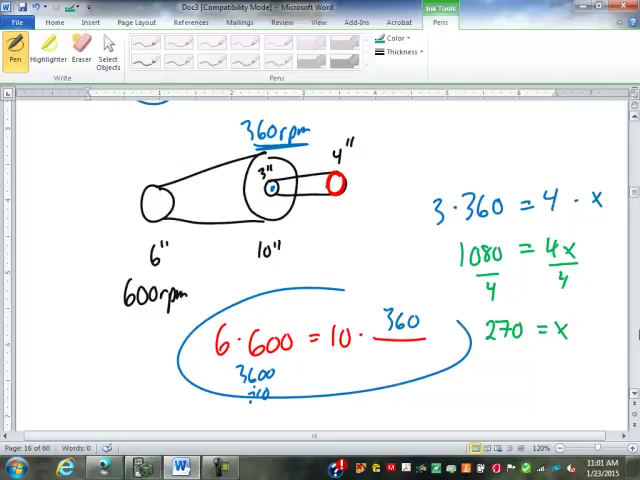 Doc3 [Compatibility Mode] - Microsoft Word
Ink Tools
File Home Insert Page Layout References Mailings Review View Add-Ins Acrobat Pens
Pen Highlighter Eraser Select Objects
Color
Thickness
Write
Pens
360rpm
4"
3"
6" 10"
600rpm
3·360 = 4 · x
1080 = 4x
4 4
270 = x
6·600 = 10 · 360
3600
÷10
Page: 16 of 60 Words: 0
120%
11:01 AM
1/23/2015